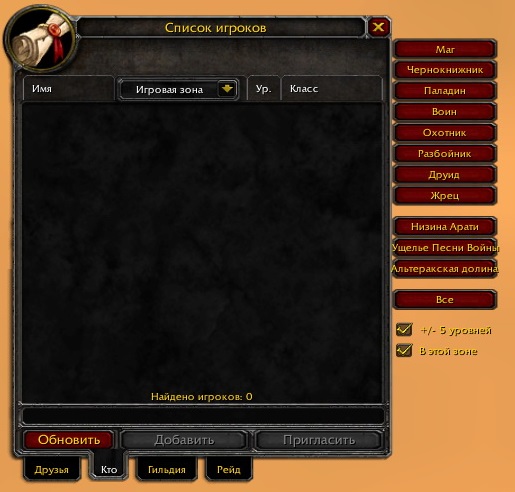 Список игроков
Имя
Игровая зона
Ур.
Класс
Маг
Чернокнижник
Паладин
Воин
Охотник
Разбойник
Друид
Жрец
Низина Арати
Ущелье Песни Войны
Альтеракская долина
Все
+/- 5 уровней
В этой зоне
Найдено игроков: 0
Обновить
Добавить
Пригласить
Друзья
Кто
Гильдия
Рейд